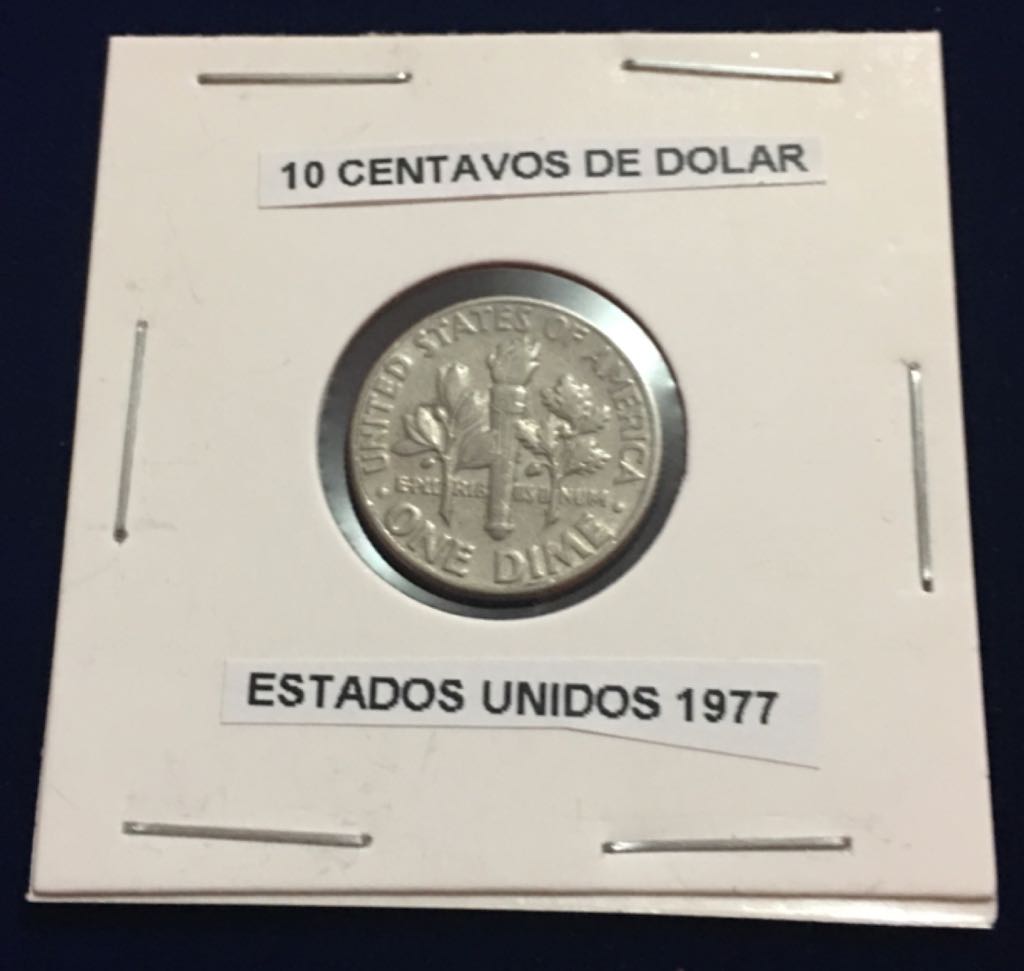 10 CENTAVOS DE DOLAR
UNITED STATES OF AMERICA
E PLURIBUS UNUM
ONE DIME
ESTADOS UNIDOS 1977